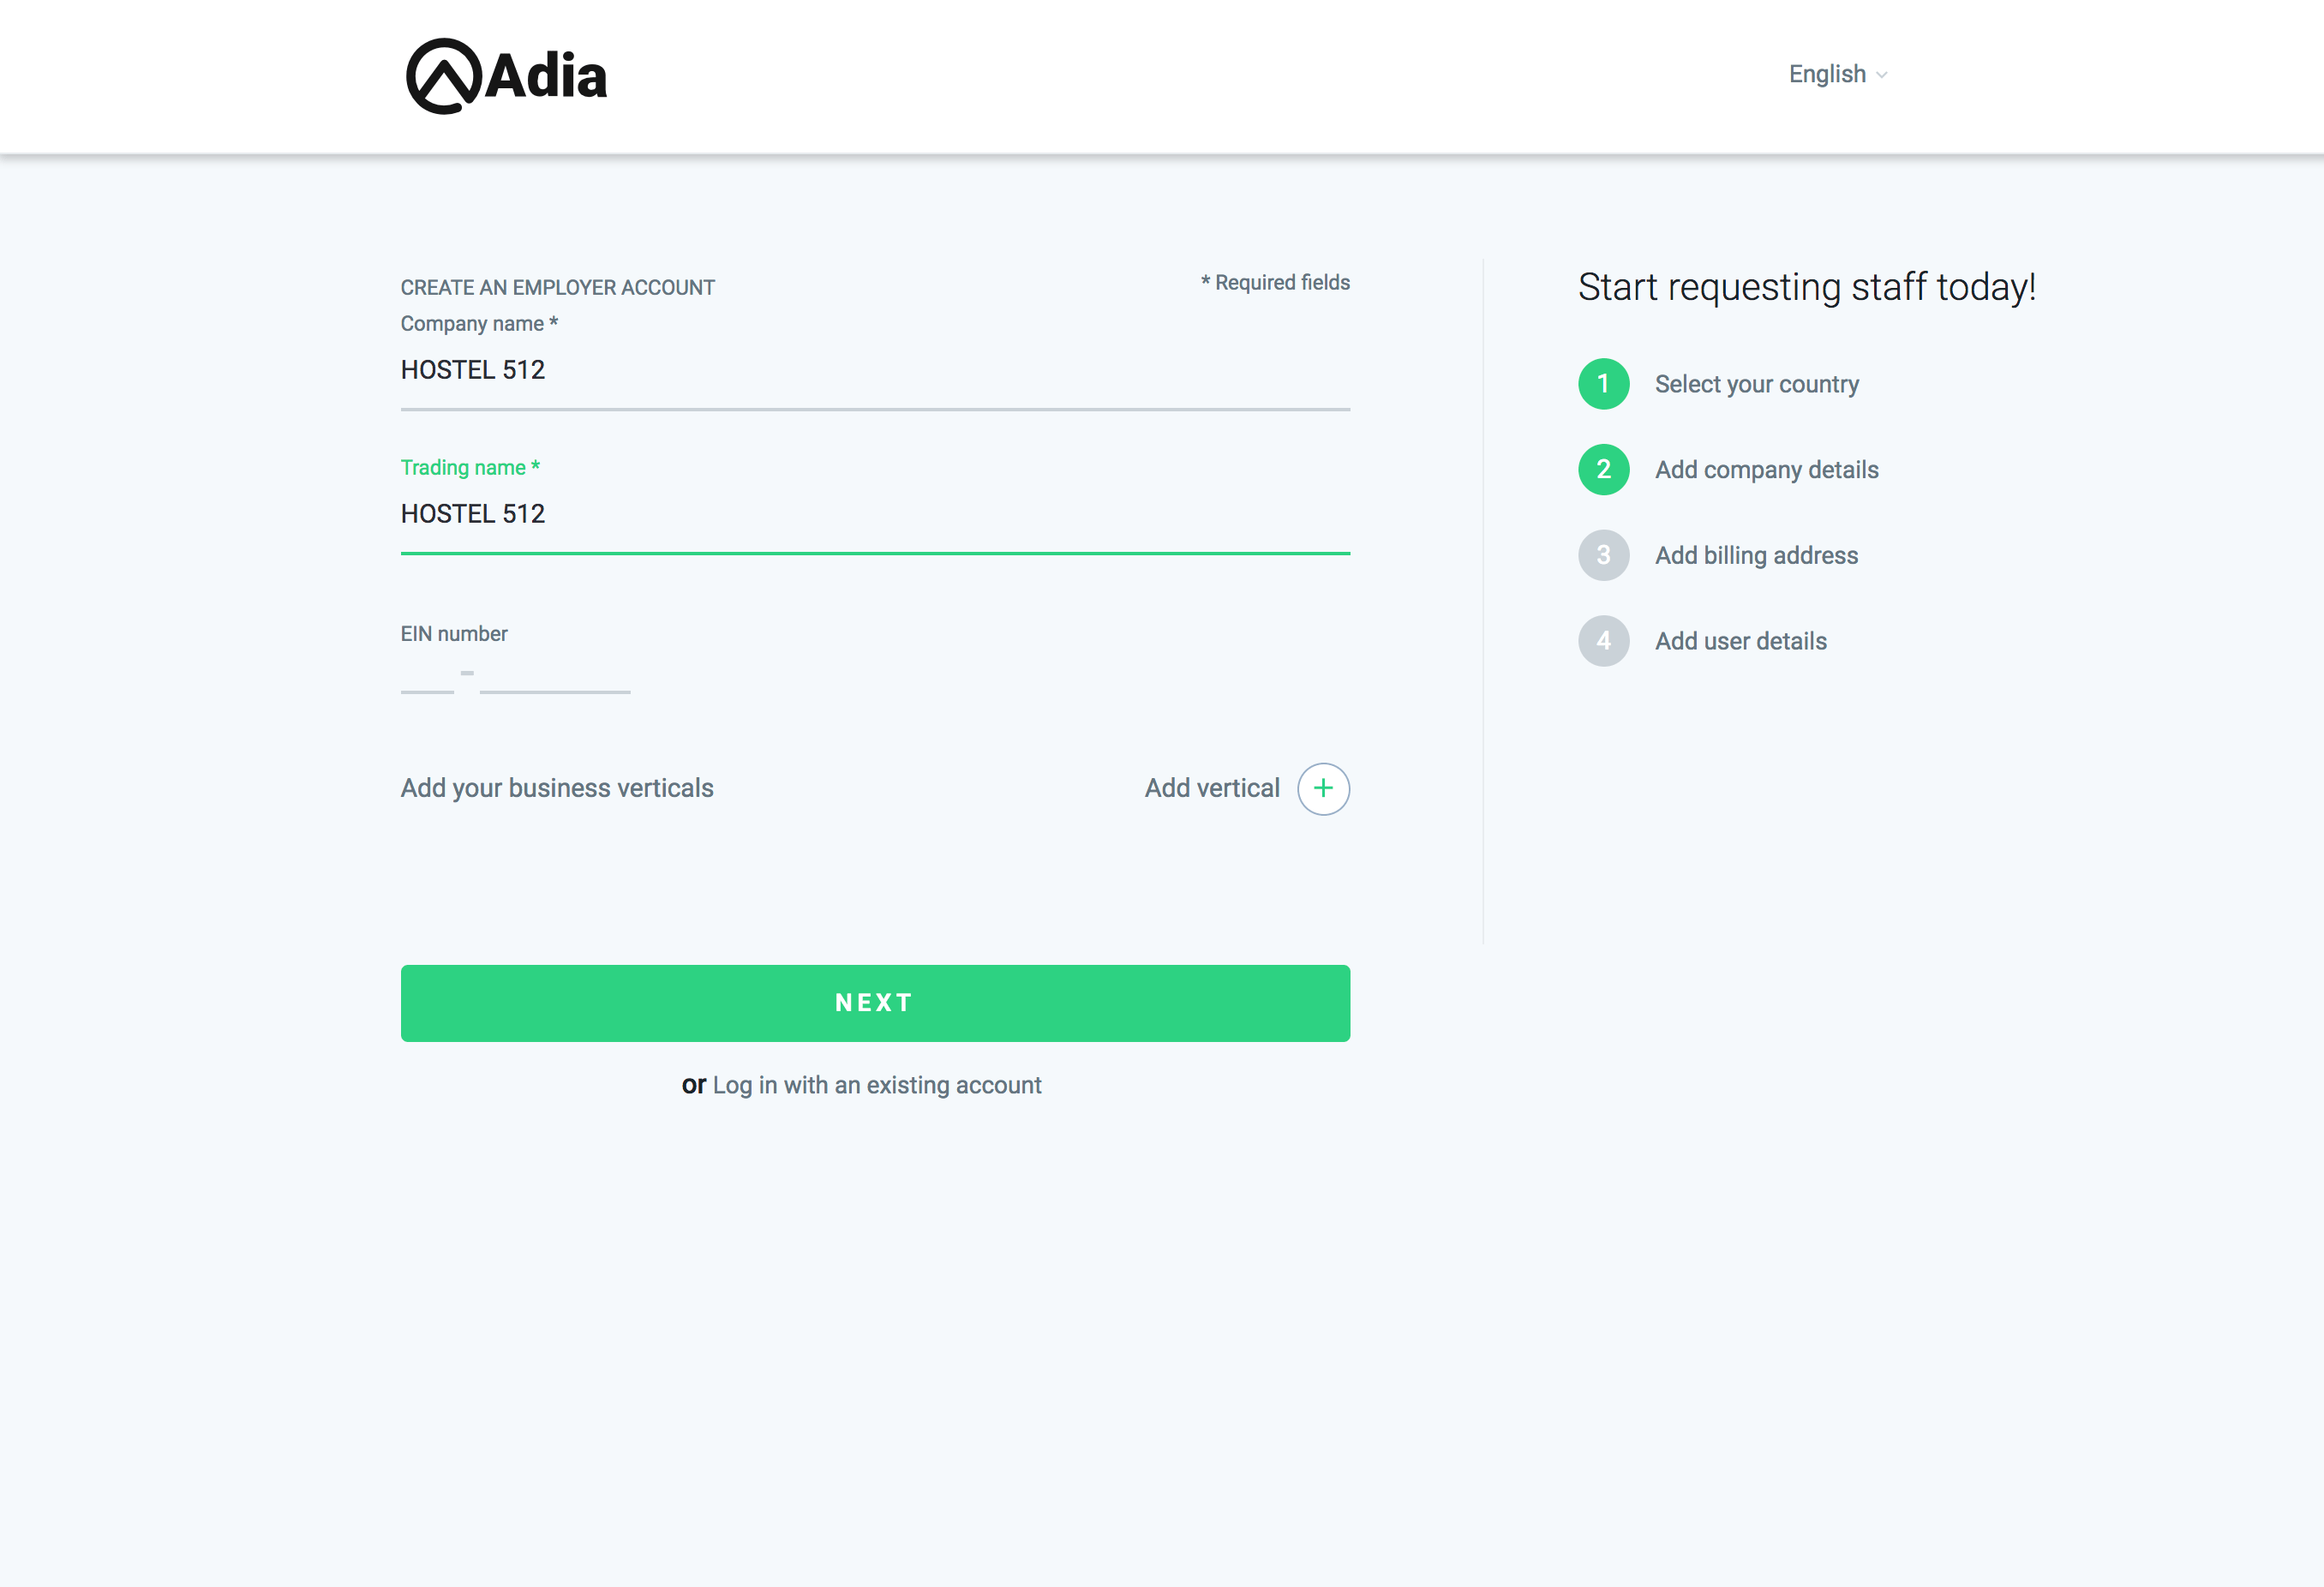 Adia
English
CREATE AN EMPLOYER ACCOUNT
* Required fields
Company name *
HOSTEL 512
Trading name *
HOSTEL 512
EIN number
-
Add your business verticals
Add vertical +
NEXT
or Log in with an existing account
Start requesting staff today!
1 Select your country
2 Add company details
3 Add billing address
4 Add user details